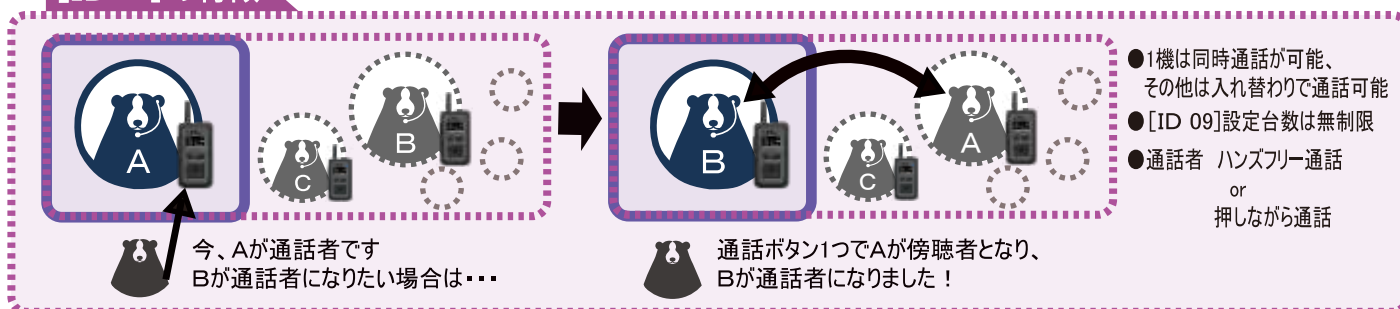 A
B
C
B
A
C
●1機は同時通話が可能、
その他は入れ替わりで通話可能
●[ID 09]設定台数は無制限
●通話者 ハンズフリー通話
or
押しながら通話
今、Aが通話者です
Bが通話者になりたい場合は・・・
通話ボタン1つでAが傍聴者となり、
Bが通話者になりました！